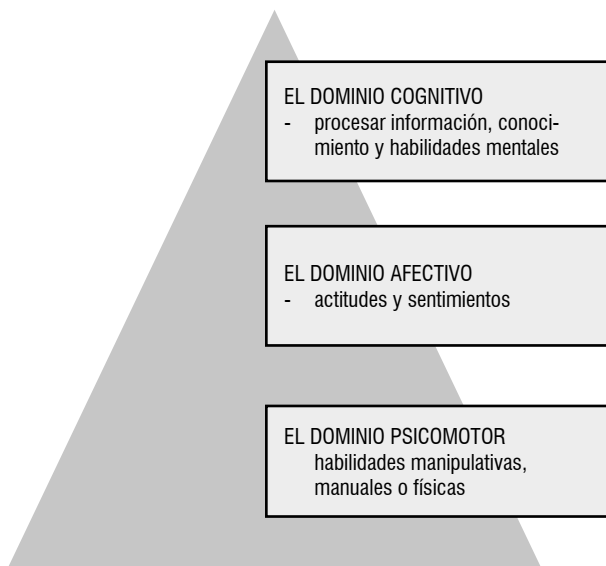 EL DOMINIO COGNITIVO
- procesar información, conoci-
miento y habilidades mentales
EL DOMINIO AFECTIVO
- actitudes y sentimientos
EL DOMINIO PSICOMOTOR
habilidades manipulativas,
manuales o físicas